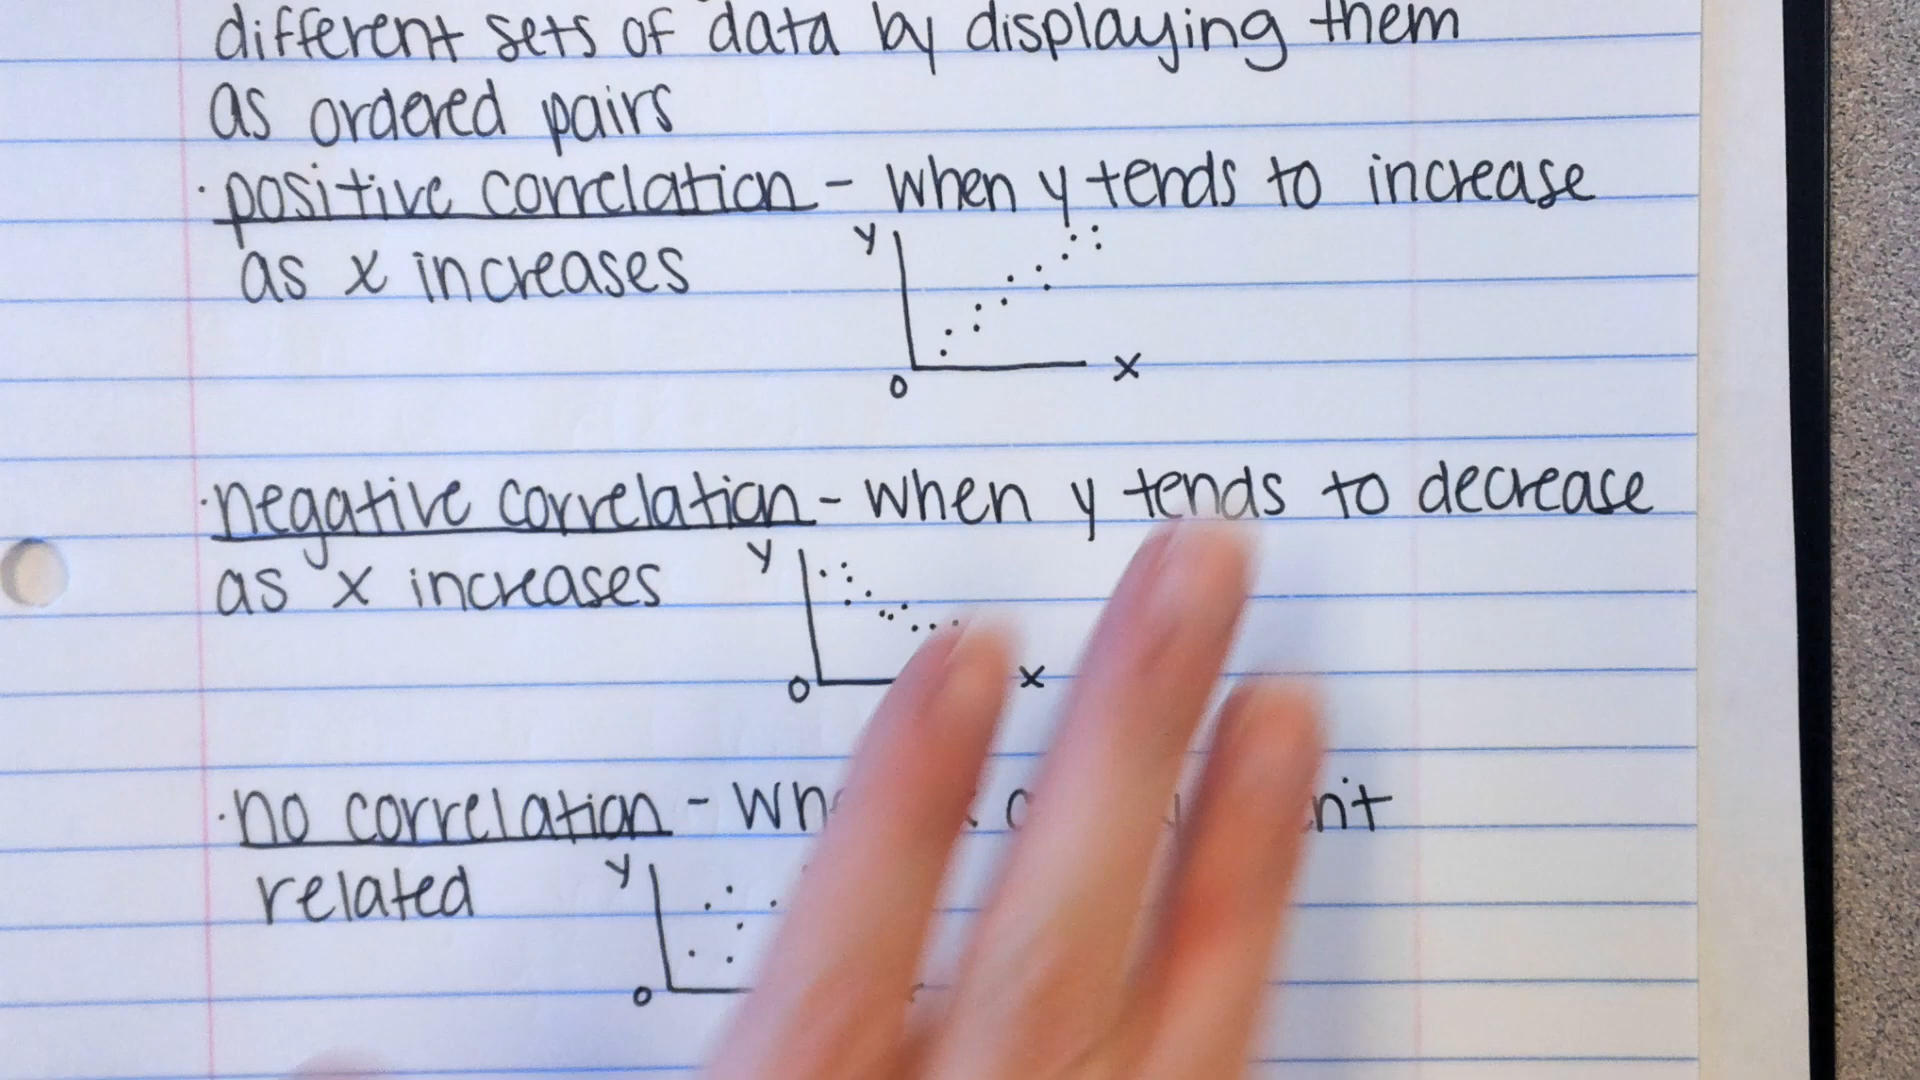 different sets of data by displaying them
as ordered pairs
· positive correlation - when y tends to increase
as x increases
y
x
0
· negative correlation - when y tends to decrease
as x increases
y
x
0
· no correlation -
related
y
0